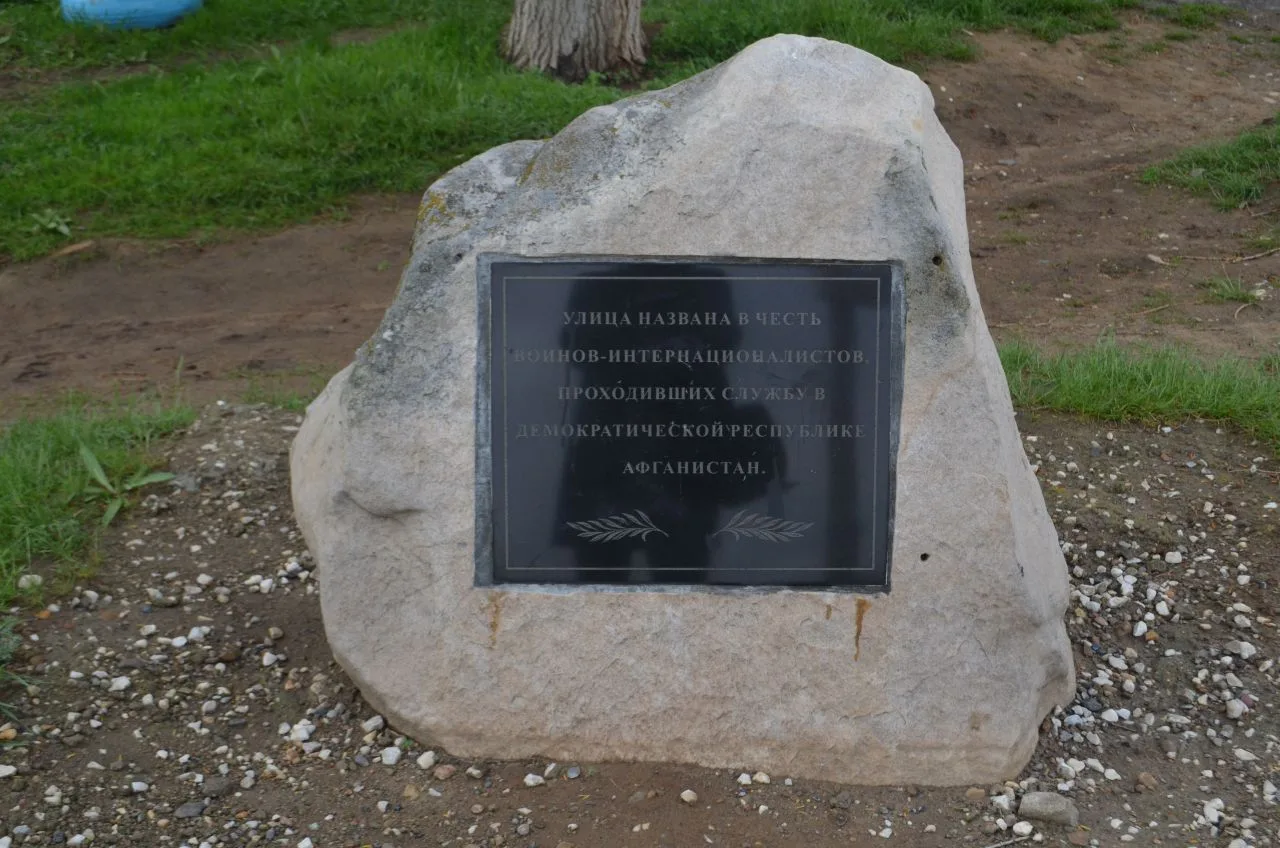 УЛИЦА НАЗВАНА В ЧЕСТЬ
ВОИНОВ-ИНТЕРНАЦИОНАЛИСТОВ,
ПРОХОДИВШИХ СЛУЖБУ В
ДЕМОКРАТИЧЕСКОЙ РЕСПУБЛИКЕ
АФГАНИСТАН.